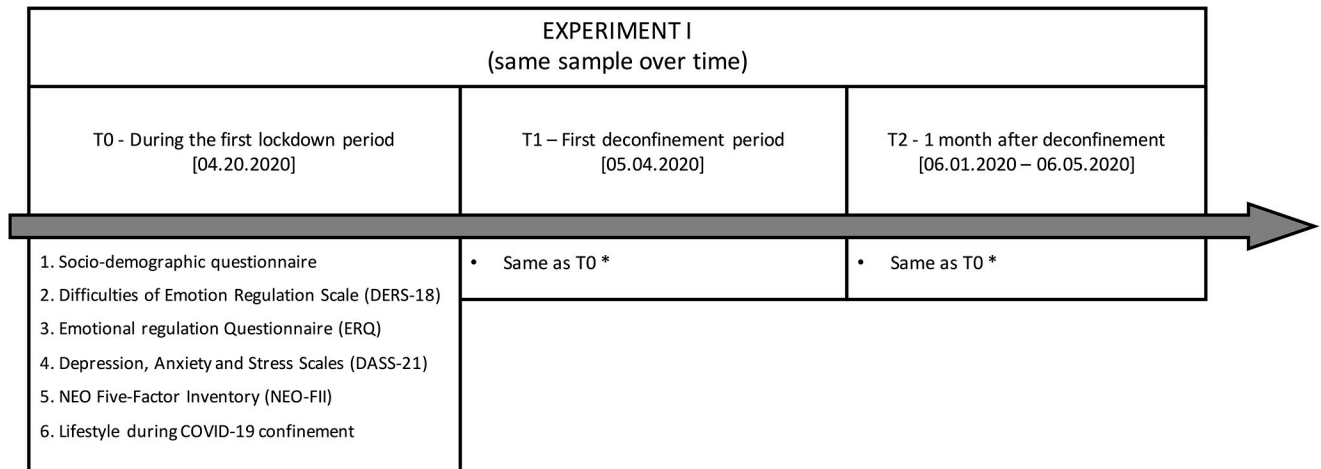 EXPERIMENT I
(same sample over time)
T0 - During the first lockdown period
[04.20.2020]
T1 – First deconfinement period
[05.04.2020]
T2 - 1 month after deconfinement
[06.01.2020 – 06.05.2020]
1. Socio-demographic questionnaire
2. Difficulties of Emotion Regulation Scale (DERS-18)
3. Emotional regulation Questionnaire (ERQ)
4. Depression, Anxiety and Stress Scales (DASS-21)
5. NEO Five-Factor Inventory (NEO-FII)
6. Lifestyle during COVID-19 confinement
• Same as T0 *
• Same as T0 *